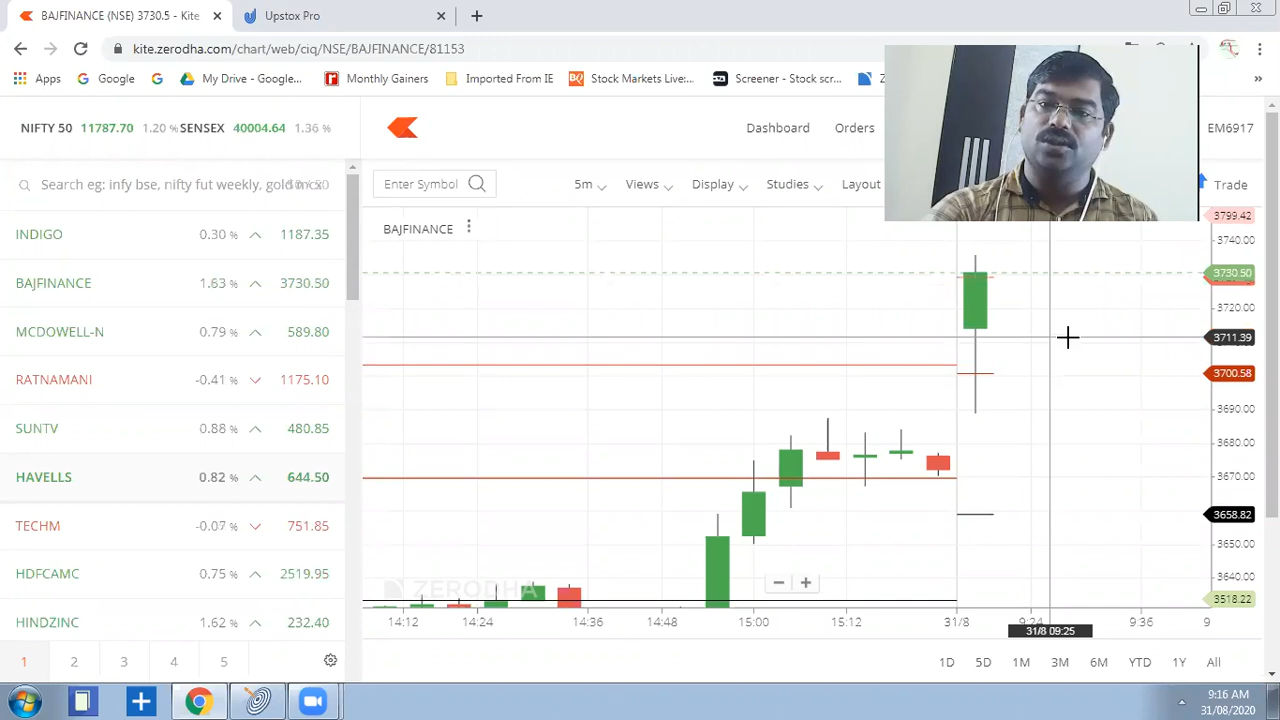 BAJFINANCE (NSE) 3730.5 - Kite
Upstox Pro
kite.zerodha.com/chart/web/ciq/NSE/BAJFINANCE/81153
Apps
Google
My Drive - Google...
Monthly Gainers
Imported From IE
Stock Markets Live:...
Screener - Stock scr...
NIFTY 50 11787.70 1.20 % SENSEX 40004.64 1.36 %
Dashboard
Orders
EM6917
Search eg: infy bse, nifty fut weekly, gold mcx
Enter Symbol
5m
Views
Display
Studies
Layout
Trade
BAJFINANCE
INDIGO 0.30 % 1187.35
BAJFINANCE 1.63 % 3730.50
MCDOWELL-N 0.79 % 589.80
RATNAMANI -0.41 % 1175.10
SUNTV 0.88 % 480.85
HAVELLS 0.82 % 644.50
TECHM -0.07 % 751.85
HDFCAMC 0.75 % 2519.95
HINDZINC 1.62 % 232.40
1 2 3 4 5
3799.42
3740.00
3730.50
3720.00
3711.39
3700.58
3690.00
3680.00
3670.00
3658.82
3650.00
3640.00
3518.22
ZERODHA
14:12 14:24 14:36 14:48 15:00 15:12 31/8 9:24 9:36 9
31/8 09:25
1D 5D 1M 3M 6M YTD 1Y All
9:16 AM
31/08/2020